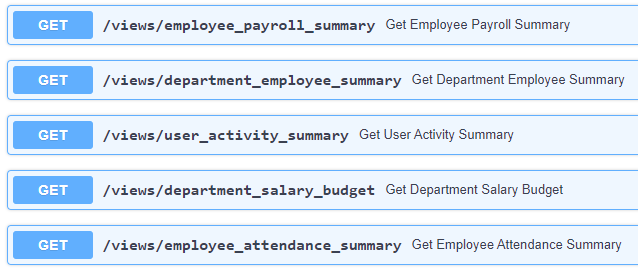 GET /views/employee_payroll_summary Get Employee Payroll Summary
GET /views/department_employee_summary Get Department Employee Summary
GET /views/user_activity_summary Get User Activity Summary
GET /views/department_salary_budget Get Department Salary Budget
GET /views/employee_attendance_summary Get Employee Attendance Summary